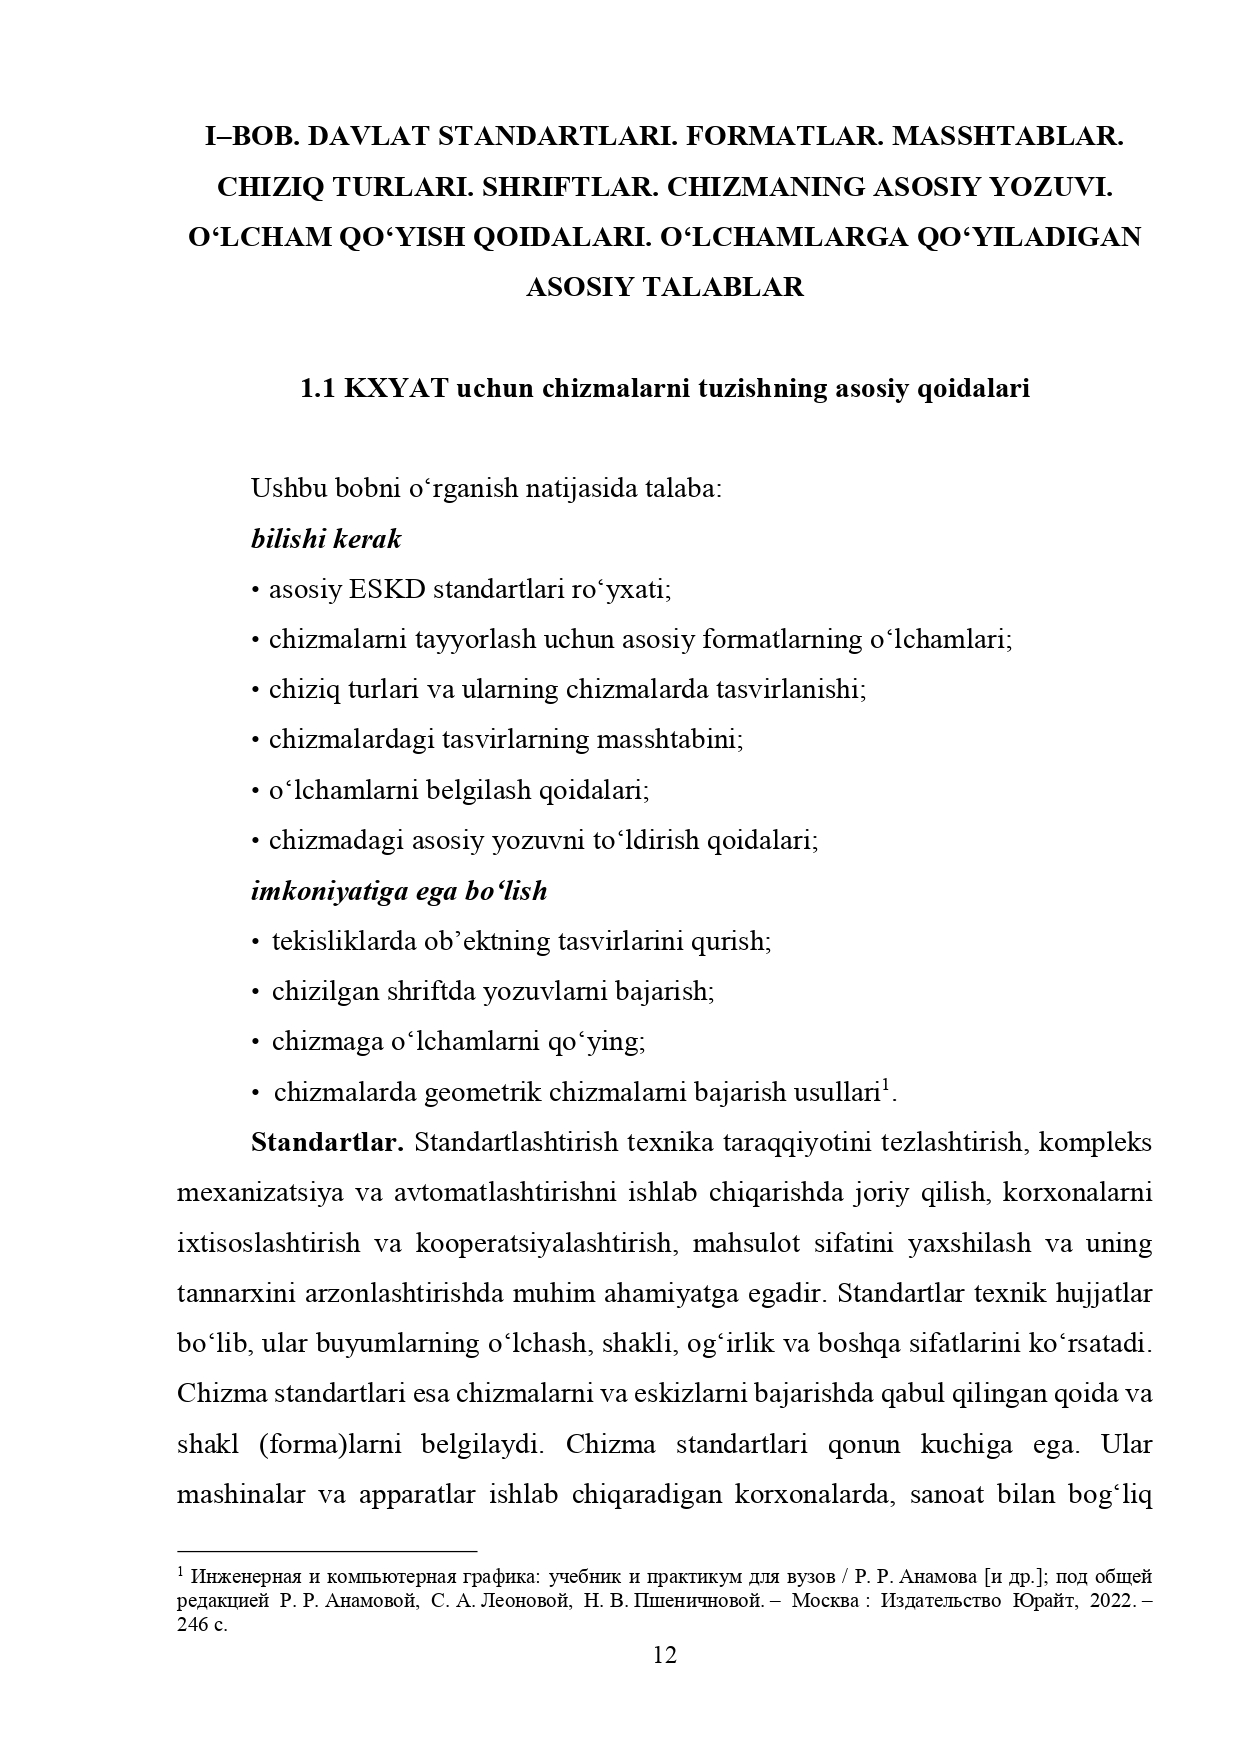 I–BOB. DAVLAT STANDARTLARI. FORMATLAR. MASSHTABLAR.
CHIZIQ TURLARI. SHRIFTLAR. CHIZMANING ASOSIY YOZUVI.
O‘LCHAM QO‘YISH QOIDALARI. O‘LCHAMLARGA QO‘YILADIGAN
ASOSIY TALABLAR
1.1 KXYAT uchun chizmalarni tuzishning asosiy qoidalari
Ushbu bobni o‘rganish natijasida talaba:
bilishi kerak
• asosiy ESKD standartlari ro‘yxati;
• chizmalarni tayyorlash uchun asosiy formatlarning o‘lchamlari;
• chiziq turlari va ularning chizmalarda tasvirlanishi;
• chizmalardagi tasvirlarning masshtabini;
• o‘lchamlarni belgilash qoidalari;
• chizmadagi asosiy yozuvni to‘ldirish qoidalari;
imkoniyatiga ega bo‘lish
• tekisliklarda ob’ektning tasvirlarini qurish;
• chizilgan shriftda yozuvlarni bajarish;
• chizmaga o‘lchamlarni qo‘ying;
• chizmalarda geometrik chizmalarni bajarish usullari1.
Standartlar. Standartlashtirish texnika taraqqiyotini tezlashtirish, kompleks
mexanizatsiya va avtomatlashtirishni ishlab chiqarishda joriy qilish, korxonalarni
ixtisoslashtirish va kooperatsiyalashtirish, mahsulot sifatini yaxshilash va uning
tannarxini arzonlashtirishda muhim ahamiyatga egadir. Standartlar texnik hujjatlar
bo‘lib, ular buyumlarning o‘lchash, shakli, og‘irlik va boshqa sifatlarini ko‘rsatadi.
Chizma standartlari esa chizmalarni va eskizlarni bajarishda qabul qilingan qoida va
shakl (forma)larni belgilaydi. Chizma standartlari qonun kuchiga ega. Ular
mashinalar va apparatlar ishlab chiqaradigan korxonalarda, sanoat bilan bog‘liq
1 Инженерная и компьютерная графика: учебник и практикум для вузов / Р. Р. Анамова [и др.]; под общей
редакцией Р. Р. Анамовой, С. А. Леоновой, Н. В. Пшеничновой. – Москва : Издательство Юрайт, 2022. –
246 с.
12